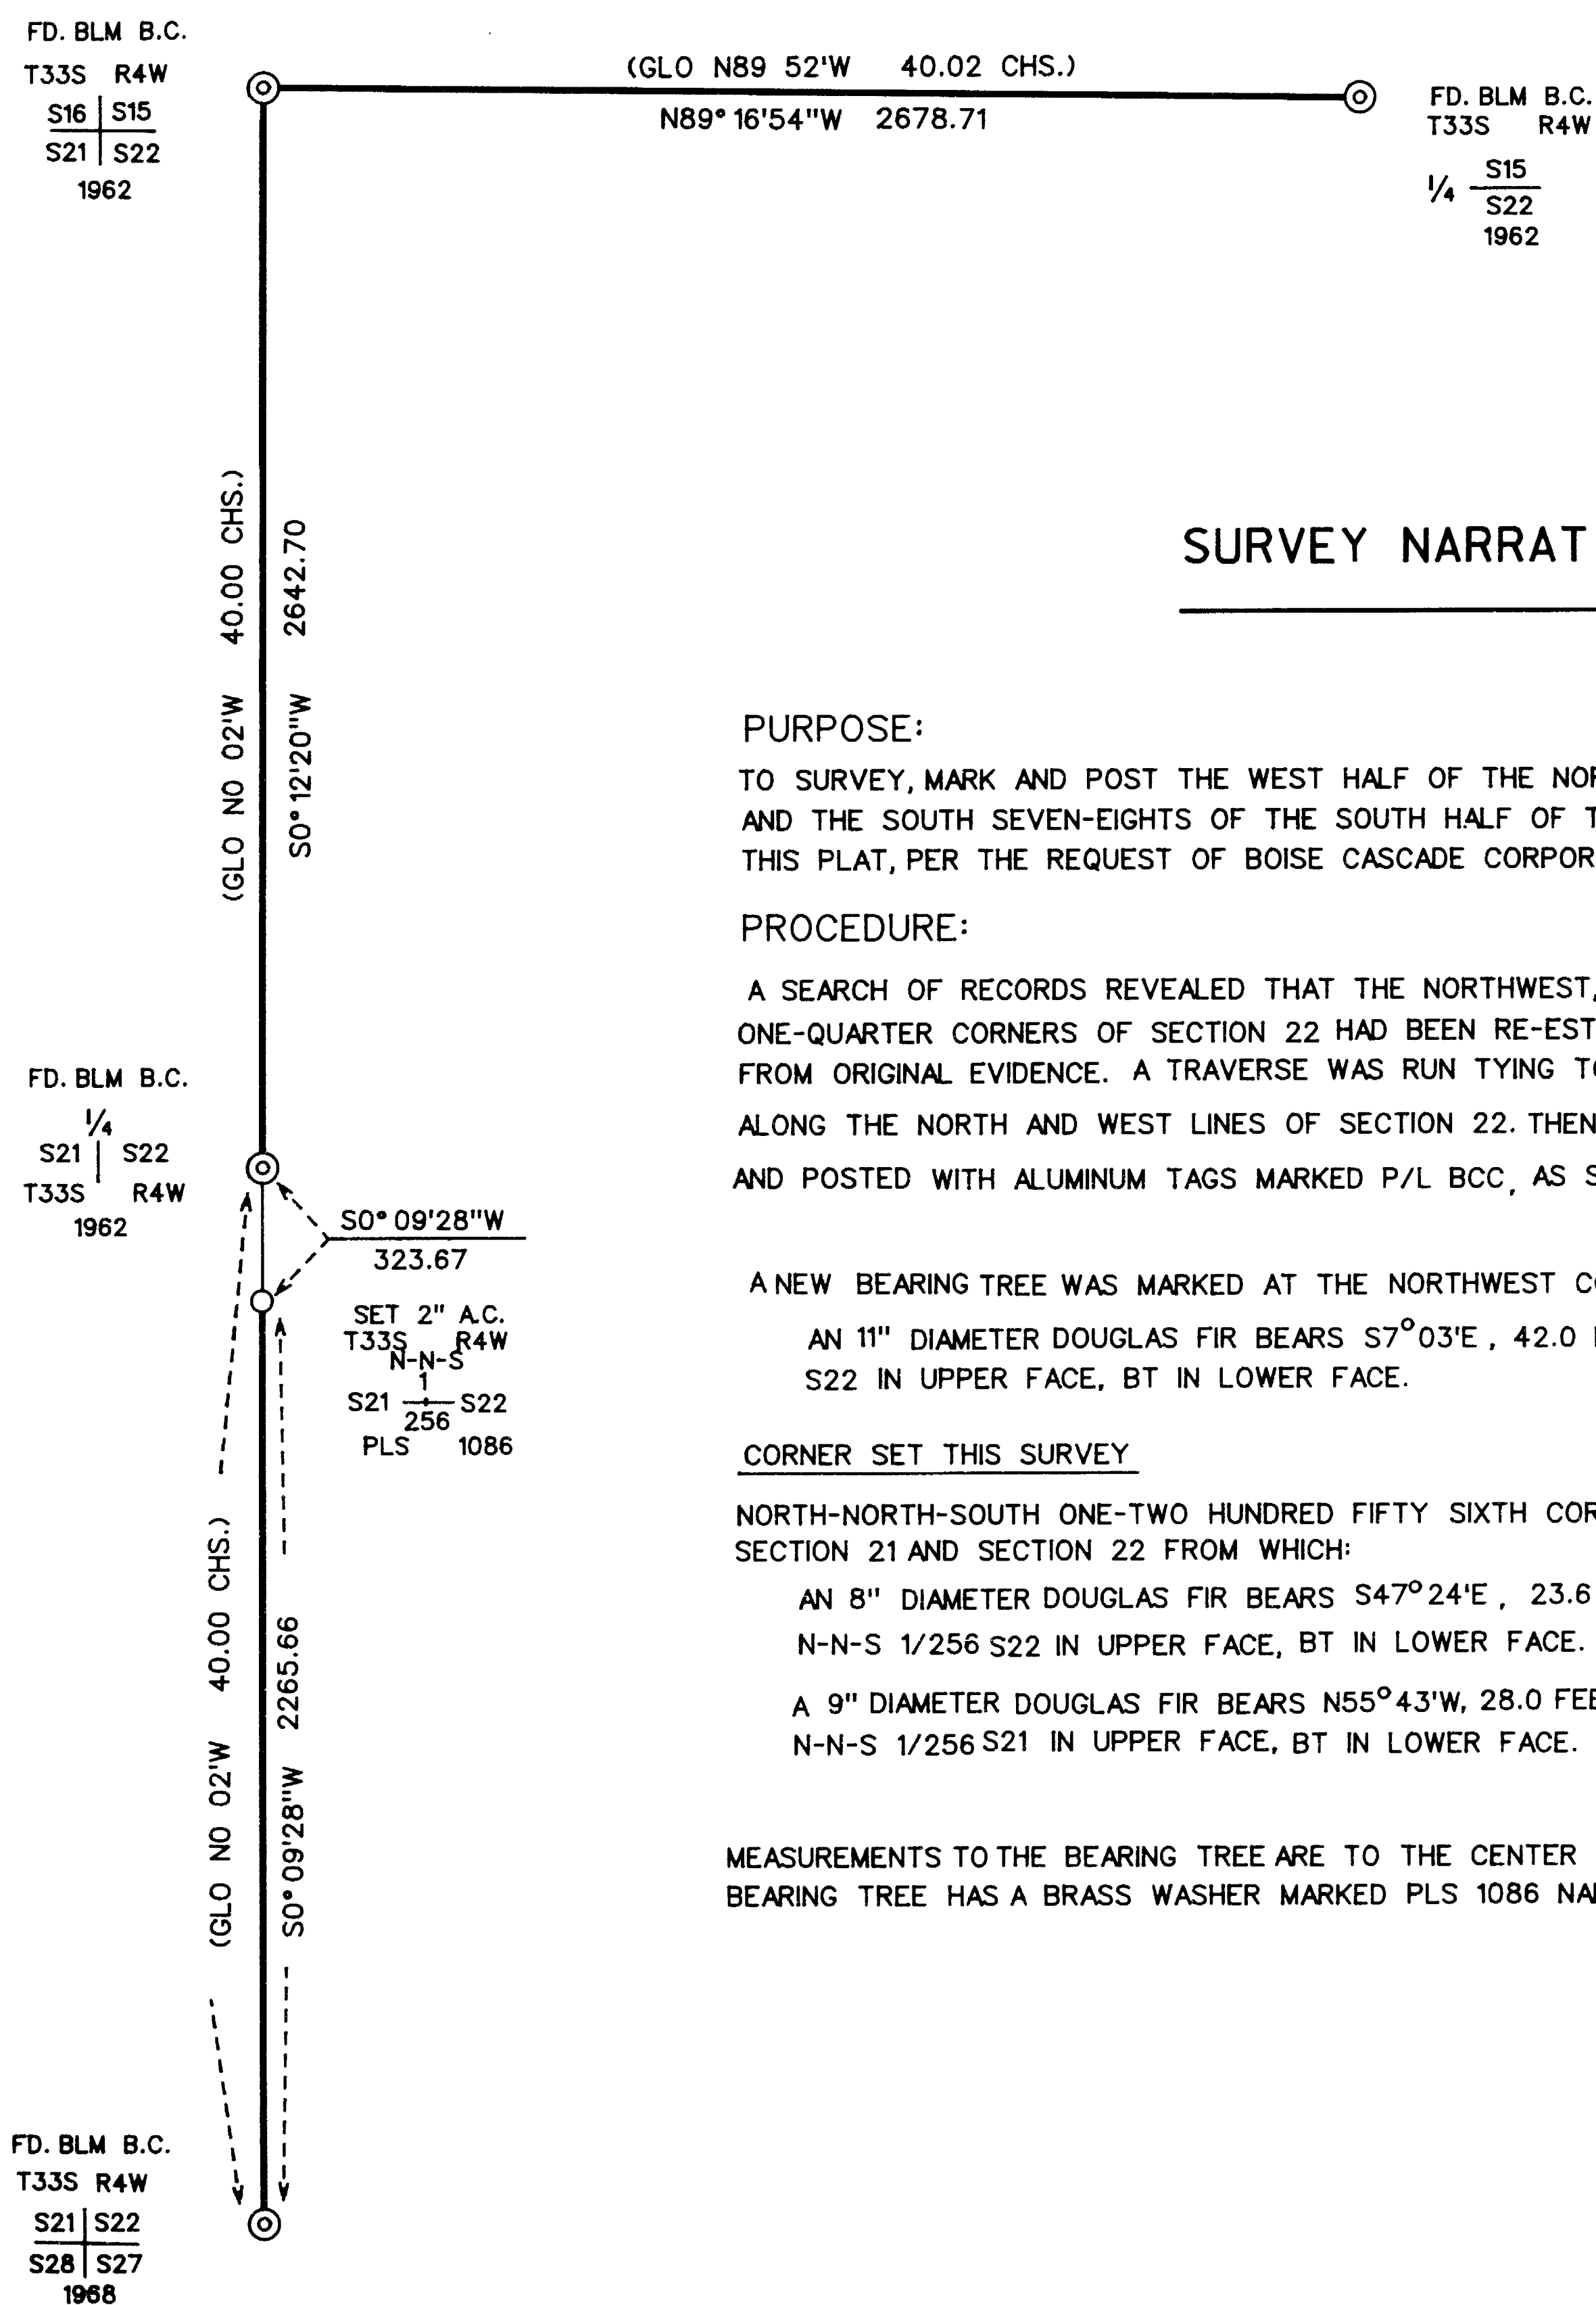 FD. BLM B.C.
T33S R4W
S16 S15
S21 S22
1962
(GLO N89 52'W 40.02 CHS.)
N89°16'54"W 2678.71
FD. BLM B.C.
T33S R4W
1/4 S15
S22
1962
(GLO NO 02'W 40.00 CHS.)
S0°12'20"W 2642.70
SURVEY NARRAT
PURPOSE:
TO SURVEY, MARK AND POST THE WEST HALF OF THE NOR
AND THE SOUTH SEVEN-EIGHTS OF THE SOUTH HALF OF T
THIS PLAT, PER THE REQUEST OF BOISE CASCADE CORPOR
PROCEDURE:
A SEARCH OF RECORDS REVEALED THAT THE NORTHWEST,
ONE-QUARTER CORNERS OF SECTION 22 HAD BEEN RE-EST
FROM ORIGINAL EVIDENCE. A TRAVERSE WAS RUN TYING TO
ALONG THE NORTH AND WEST LINES OF SECTION 22. THEN
AND POSTED WITH ALUMINUM TAGS MARKED P/L BCC, AS S
FD. BLM B.C.
1/4
S21 S22
T33S R4W
1962
S0°09'28"W
323.67
SET 2" A.C.
T33S R4W
N-N-S
1
S21 S22
256
PLS 1086
A NEW BEARING TREE WAS MARKED AT THE NORTHWEST CO
AN 11" DIAMETER DOUGLAS FIR BEARS S7°03'E, 42.0
S22 IN UPPER FACE, BT IN LOWER FACE.
CORNER SET THIS SURVEY
NORTH-NORTH-SOUTH ONE-TWO HUNDRED FIFTY SIXTH COR
SECTION 21 AND SECTION 22 FROM WHICH:
AN 8" DIAMETER DOUGLAS FIR BEARS S47°24'E, 23.6
N-N-S 1/256 S22 IN UPPER FACE, BT IN LOWER FACE.
A 9" DIAMETER DOUGLAS FIR BEARS N55°43'W, 28.0 FEE
N-N-S 1/256 S21 IN UPPER FACE, BT IN LOWER FACE.
(GLO NO 02'W 40.00 CHS.)
S0°09'28"W 2265.66
MEASUREMENTS TO THE BEARING TREE ARE TO THE CENTER
BEARING TREE HAS A BRASS WASHER MARKED PLS 1086 NAI
FD. BLM B.C.
T33S R4W
S21 S22
S28 S27
1968